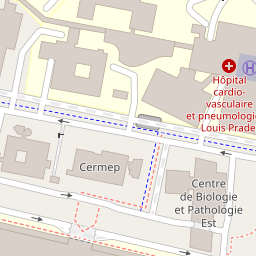 H
Hôpital
cardio-
vasculaire
et pneumologi
Louis Prade
Cermep
Centre
de Biologie
et Pathologie
Est